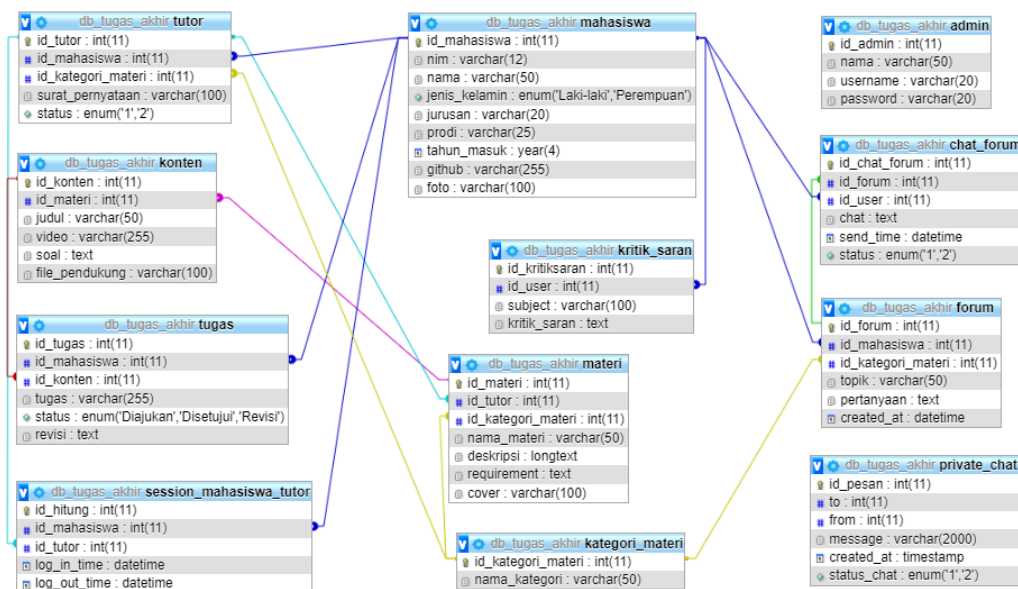 db_tugas_akhir tutor
id_tutor : int(11)
id_mahasiswa : int(11)
id_kategori_materi : int(11)
surat_pernyataan : varchar(100)
status : enum('1','2')
db_tugas_akhir mahasiswa
id_mahasiswa : int(11)
nim : varchar(12)
nama : varchar(50)
jenis_kelamin : enum('Laki-laki','Perempuan')
jurusan : varchar(20)
prodi : varchar(25)
tahun_masuk : year(4)
github : varchar(255)
foto : varchar(100)
db_tugas_akhir admin
id_admin : int(11)
nama : varchar(50)
username : varchar(20)
password : varchar(20)
db_tugas_akhir konten
id_konten : int(11)
id_materi : int(11)
judul : varchar(50)
video : varchar(255)
soal : text
file_pendukung : varchar(100)
db_tugas_akhir chat_forum
id_chat_forum : int(11)
id_forum : int(11)
id_user : int(11)
chat : text
send_time : datetime
status : enum('1','2')
db_tugas_akhir kritik_saran
id_kritiksaran : int(11)
id_user : int(11)
subject : varchar(100)
kritik_saran : text
db_tugas_akhir tugas
id_tugas : int(11)
id_mahasiswa : int(11)
id_konten : int(11)
tugas : varchar(255)
status : enum('Diajukan','Disetujui','Revisi')
revisi : text
db_tugas_akhir materi
id_materi : int(11)
id_tutor : int(11)
id_kategori_materi : int(11)
nama_materi : varchar(50)
deskripsi : longtext
requirement : text
cover : varchar(100)
db_tugas_akhir forum
id_forum : int(11)
id_mahasiswa : int(11)
id_kategori_materi : int(11)
topik : varchar(50)
pertanyaan : text
created_at : datetime
db_tugas_akhir session_mahasiswa_tutor
id_hitung : int(11)
id_mahasiswa : int(11)
id_tutor : int(11)
log_in_time : datetime
log_out_time : datetime
db_tugas_akhir kategori_materi
id_kategori_materi : int(11)
nama_kategori : varchar(50)
db_tugas_akhir private_chat
id_pesan : int(11)
to : int(11)
from : int(11)
message : varchar(2000)
created_at : timestamp
status_chat : enum('1','2')